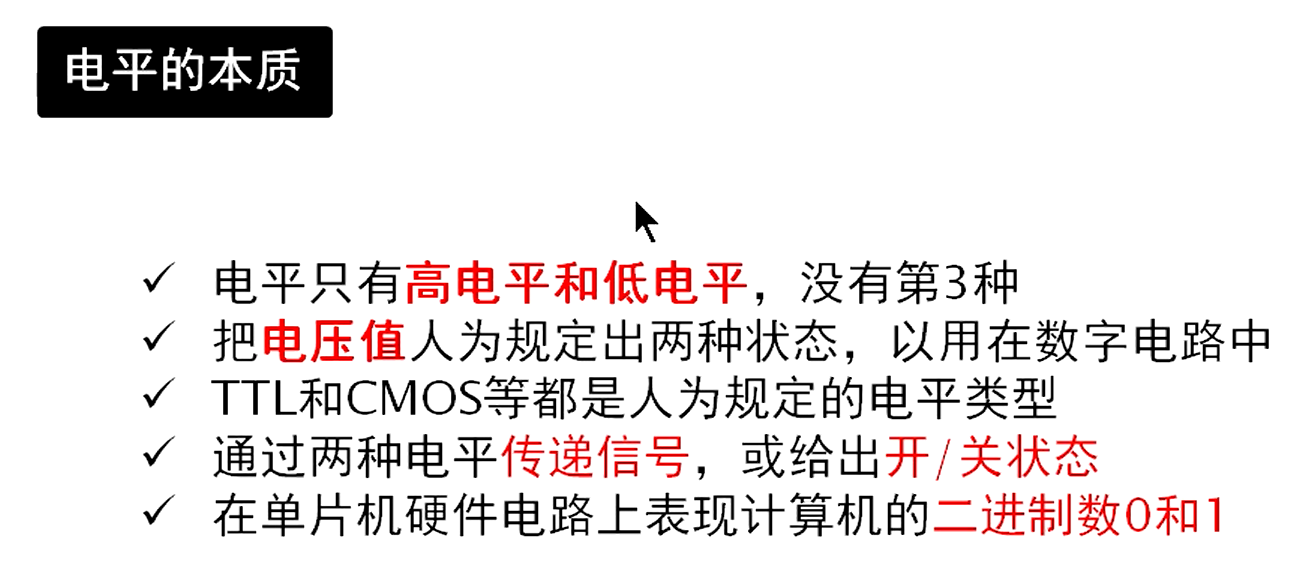 电平的本质
✓ 电平只有高电平和低电平，没有第3种
✓ 把电压值人为规定出两种状态，以用在数字电路中
✓ TTL和CMOS等都是人为规定的电平类型
✓ 通过两种电平传递信号，或给出开/关状态
✓ 在单片机硬件电路上表现计算机的二进制数0和1